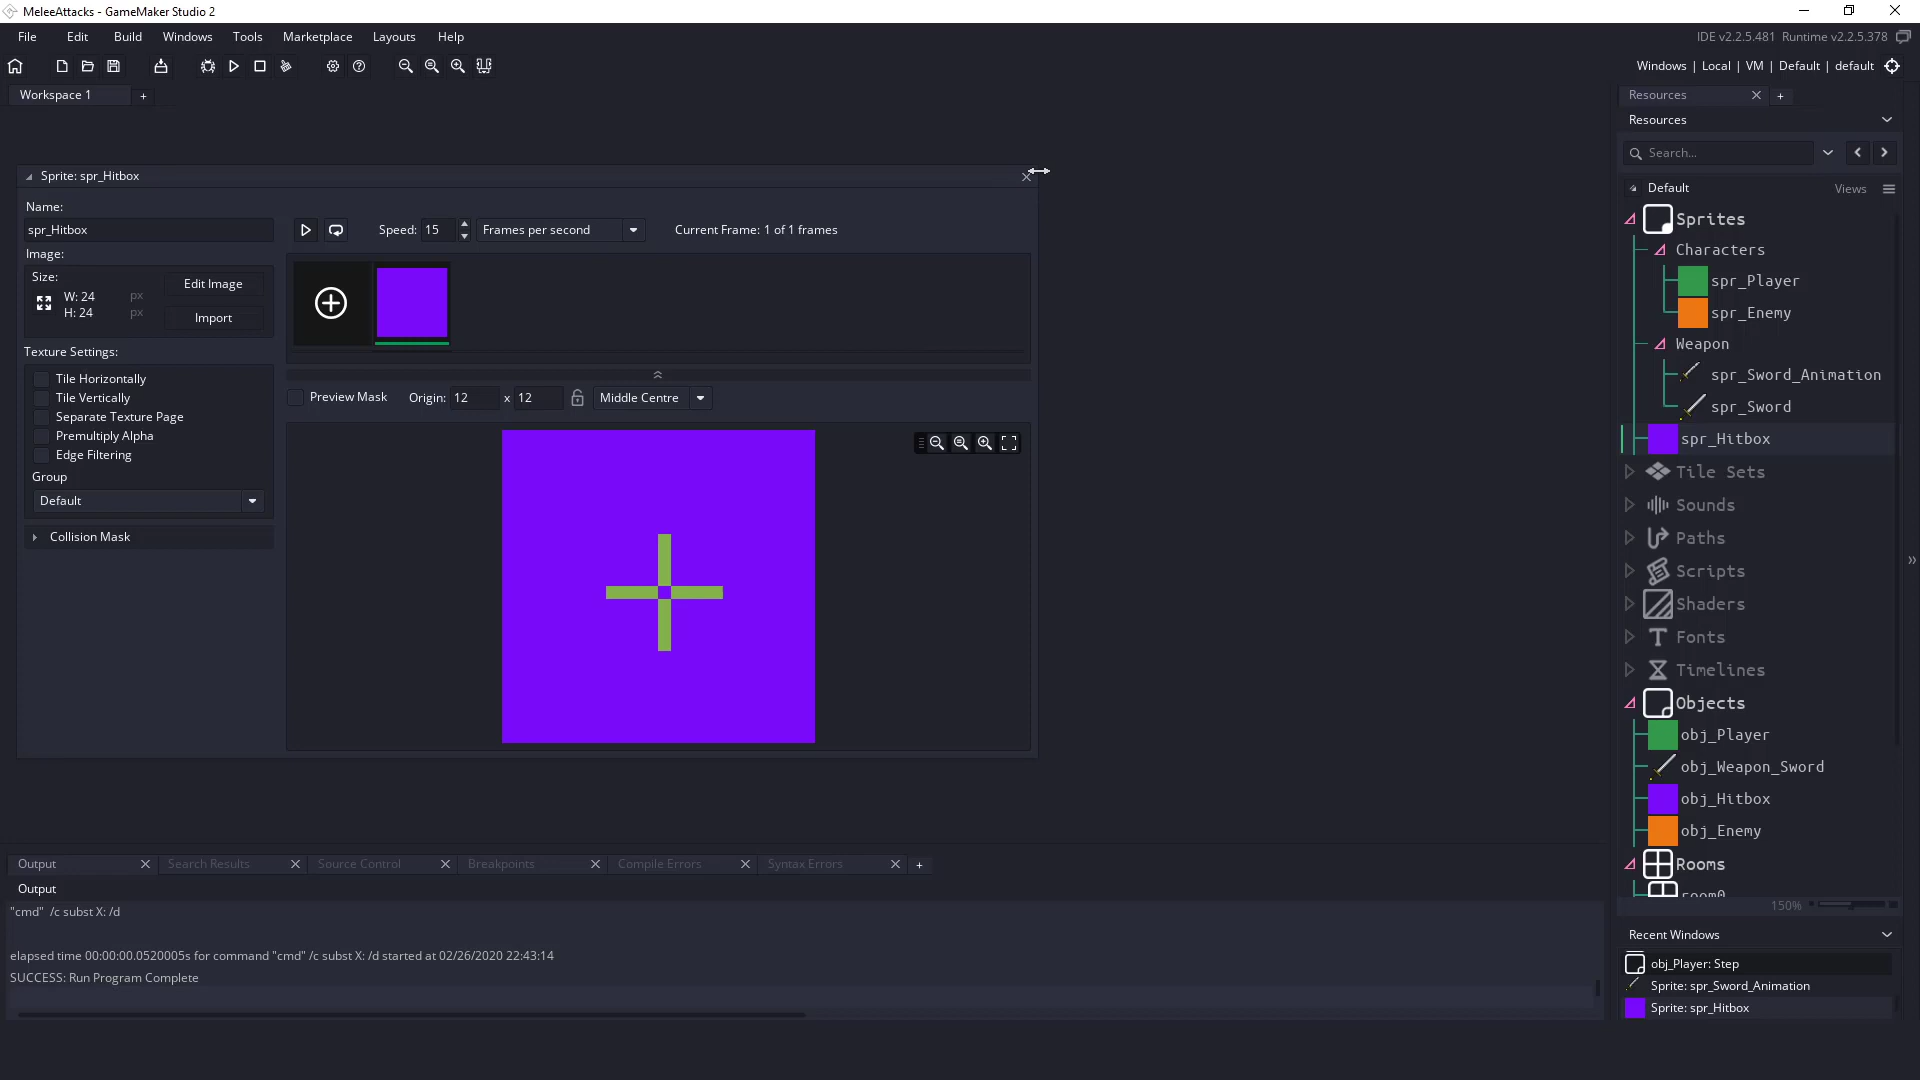 MeleeAttacks - GameMaker Studio 2
File Edit Build Windows Tools Marketplace Layouts Help
IDE v2.2.5.481 Runtime v2.2.5.378
Windows | Local | VM | Default | default
Workspace 1
Resources
Resources
Search...
Default
Views
Sprites
Characters
spr_Player
spr_Enemy
Weapon
spr_Sword_Animation
spr_Sword
spr_Hitbox
Tile Sets
Sounds
Paths
Scripts
Shaders
Fonts
Timelines
Objects
obj_Player
obj_Weapon_Sword
obj_Hitbox
obj_Enemy
Rooms
room0
150%
Recent Windows
obj_Player: Step
Sprite: spr_Sword_Animation
Sprite: spr_Hitbox
Sprite: spr_Hitbox
Name:
spr_Hitbox
Image:
Size:
W: 24 px
H: 24 px
Edit Image
Import
Texture Settings:
Tile Horizontally
Tile Vertically
Separate Texture Page
Premultiply Alpha
Edge Filtering
Group
Default
Collision Mask
Speed: 15 Frames per second Current Frame: 1 of 1 frames
Preview Mask Origin: 12 x 12 Middle Centre
Output Search Results Source Control Breakpoints Compile Errors Syntax Errors
Output
"cmd" /c subst X: /d
elapsed time 00:00:00.0520005s for command "cmd" /c subst X: /d started at 02/26/2020 22:43:14
SUCCESS: Run Program Complete